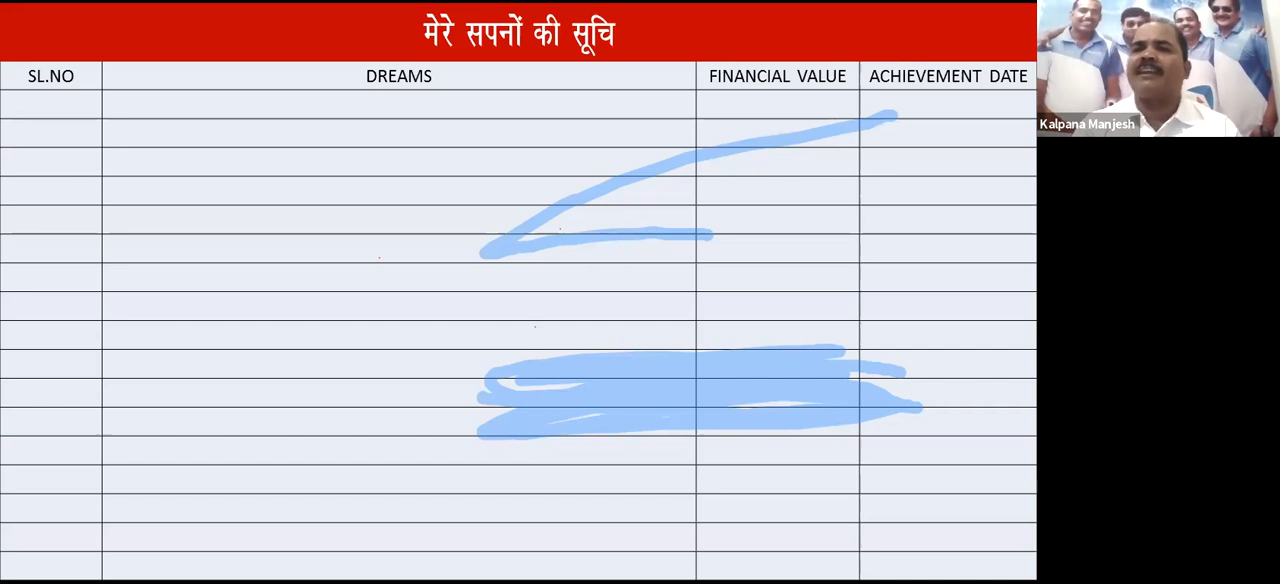 मेरे सपनों की सूचि
SL.NO DREAMS FINANCIAL VALUE ACHIEVEMENT DATE
Kalpana Manjesh